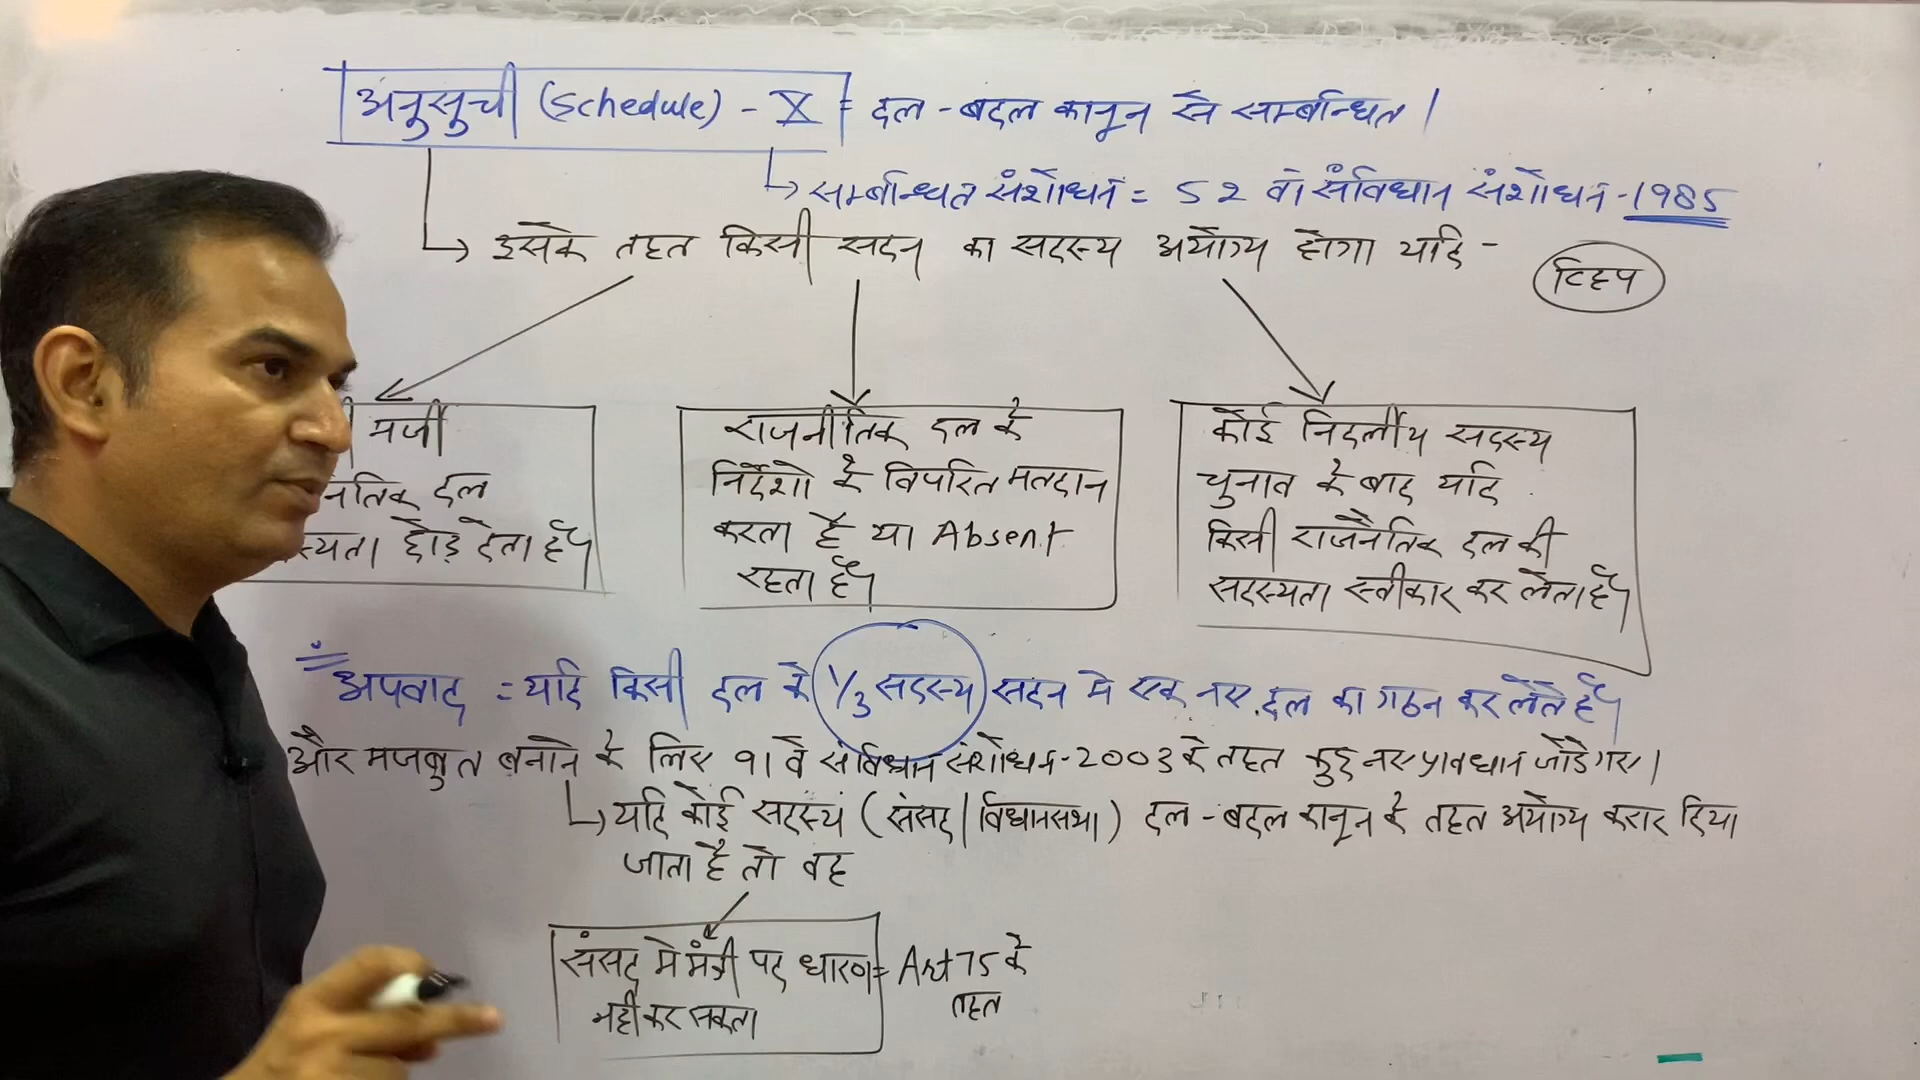 अनुसुची (Schedule) - X = दल - बदल कानून से सम्बन्धित |
↳ सम्बन्धित संशोधन = 52 वां संविधान संशोधन - 1985
↳ इसके तहत किसी सदन का सदस्य अयोग्य होगा यदि -
व्हिप
मर्जी
नतिक दल
स्यता छोड़ देता है।
राजनीतिक दल के
निर्देशो के विपरित मतदान
करता है या Absent
रहता है।
कोई निदर्लीय सदस्य
चुनाव के बाद यदि
किसी राजनैतिक दल की
सदस्यता स्वीकार कर लेता है।
अपवाद = यदि किसी दल के 1/3 सदस्य सदन मे एक नए दल का गठन कर लेते है।
और मजबुत बनाने के लिए 91 वे संविधान संशोधन - 2003 के तहत कुछ नए प्रावधान जोडे गए।
↳ यदि कोई सदस्य (संसद | विधानसभा) दल - बदल कानून के तहत अयोग्य करार दिया
जाता है तो वह
संसद मे मंत्री पद धारण = Art 75 के
नही कर सकता
तहत